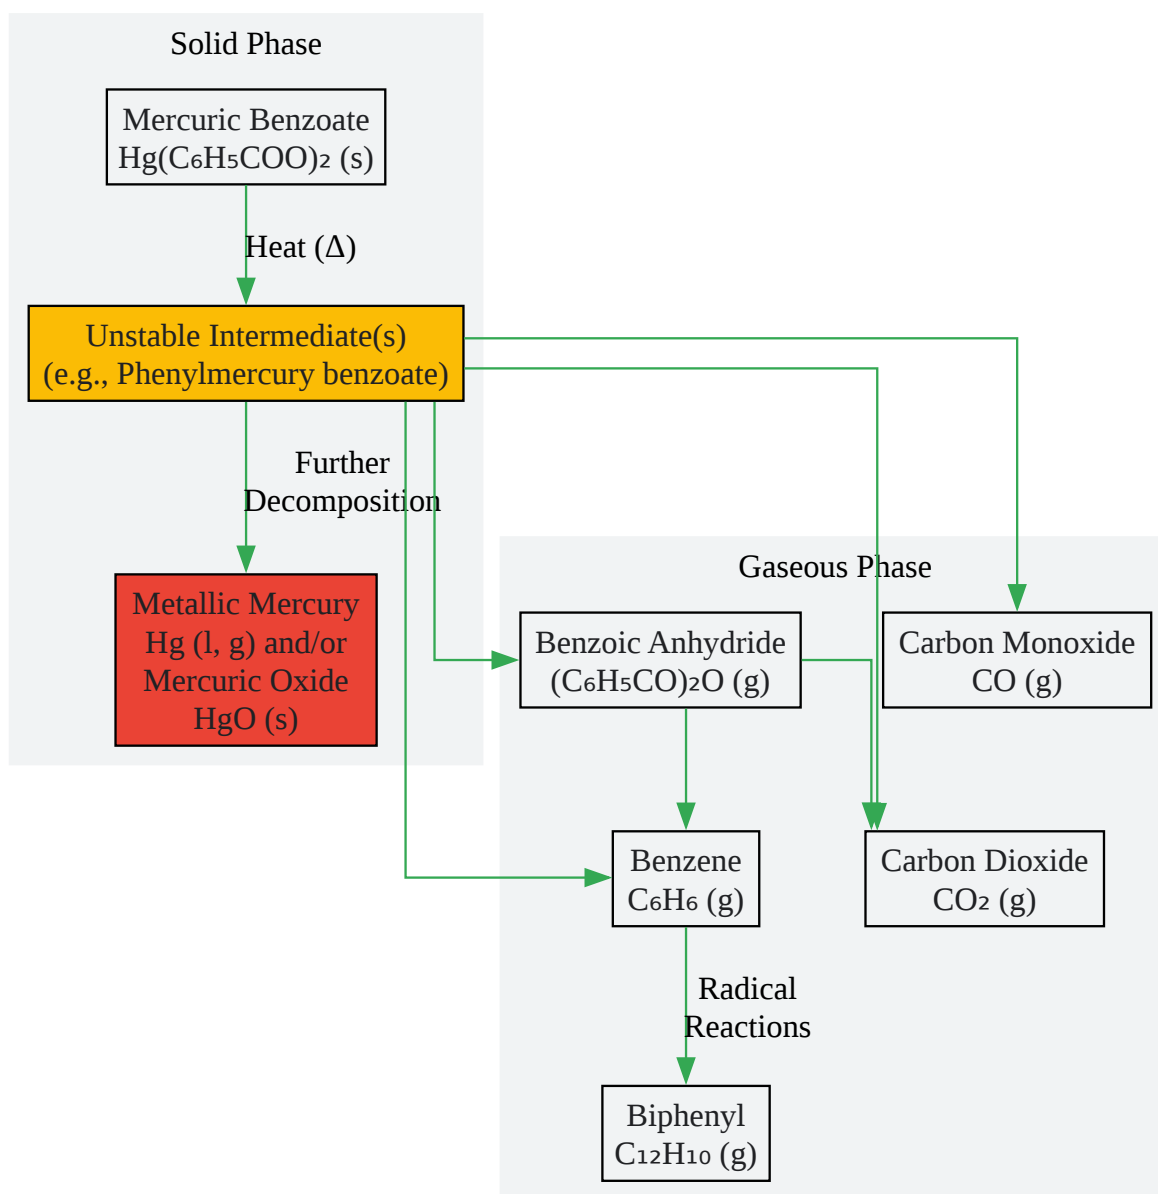 Solid Phase
Mercuric Benzoate
Hg(C₆H₅COO)₂ (s)
Heat (Δ)
Unstable Intermediate(s)
(e.g., Phenylmercury benzoate)
Further
Decomposition
Metallic Mercury
Hg (l, g) and/or
Mercuric Oxide
HgO (s)
Gaseous Phase
Benzoic Anhydride
(C₆H₅CO)₂O (g)
Carbon Monoxide
CO (g)
Benzene
C₆H₆ (g)
Carbon Dioxide
CO₂ (g)
Radical
Reactions
Biphenyl
C₁₂H₁₀ (g)